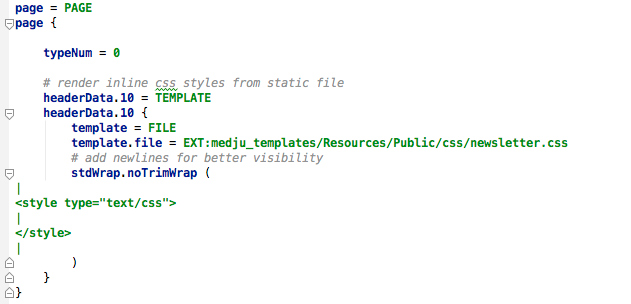 page = PAGE
page {
typeNum = 0
# render inline css styles from static file
headerData.10 = TEMPLATE
headerData.10 {
template = FILE
template.file = EXT:medju_templates/Resources/Public/css/newsletter.css
# add newlines for better visibility
stdWrap.noTrimWrap (
|
<style type="text/css">
|
</style>
|
)
}
}